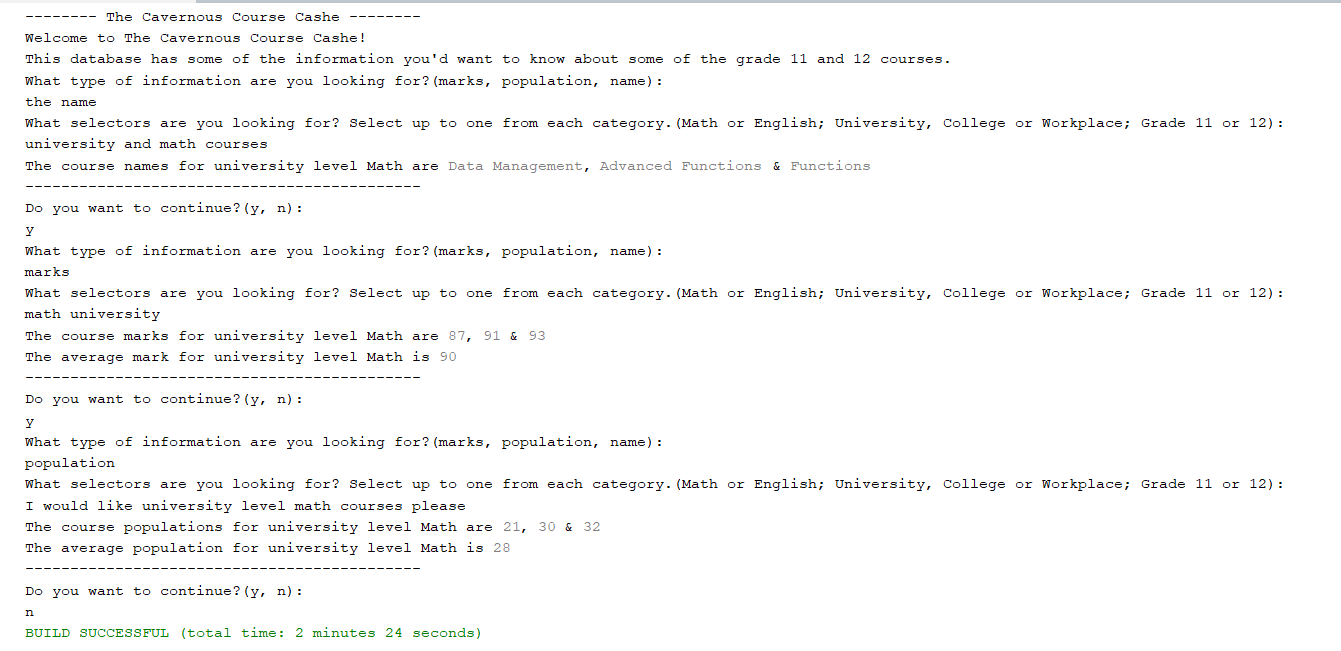 -------- The Cavernous Course Cashe --------
Welcome to The Cavernous Course Cashe!
This database has some of the information you'd want to know about some of the grade 11 and 12 courses.
What type of information are you looking for?(marks, population, name):
the name
What selectors are you looking for? Select up to one from each category.(Math or English; University, College or Workplace; Grade 11 or 12):
university and math courses
The course names for university level Math are Data Management, Advanced Functions & Functions
--------------------------------------------
Do you want to continue?(y, n):
y
What type of information are you looking for?(marks, population, name):
marks
What selectors are you looking for? Select up to one from each category.(Math or English; University, College or Workplace; Grade 11 or 12):
math university
The course marks for university level Math are 87, 91 & 93
The average mark for university level Math is 90
--------------------------------------------
Do you want to continue?(y, n):
y
What type of information are you looking for?(marks, population, name):
population
What selectors are you looking for? Select up to one from each category.(Math or English; University, College or Workplace; Grade 11 or 12):
I would like university level math courses please
The course populations for university level Math are 21, 30 & 32
The average population for university level Math is 28
--------------------------------------------
Do you want to continue?(y, n):
n
BUILD SUCCESSFUL (total time: 2 minutes 24 seconds)